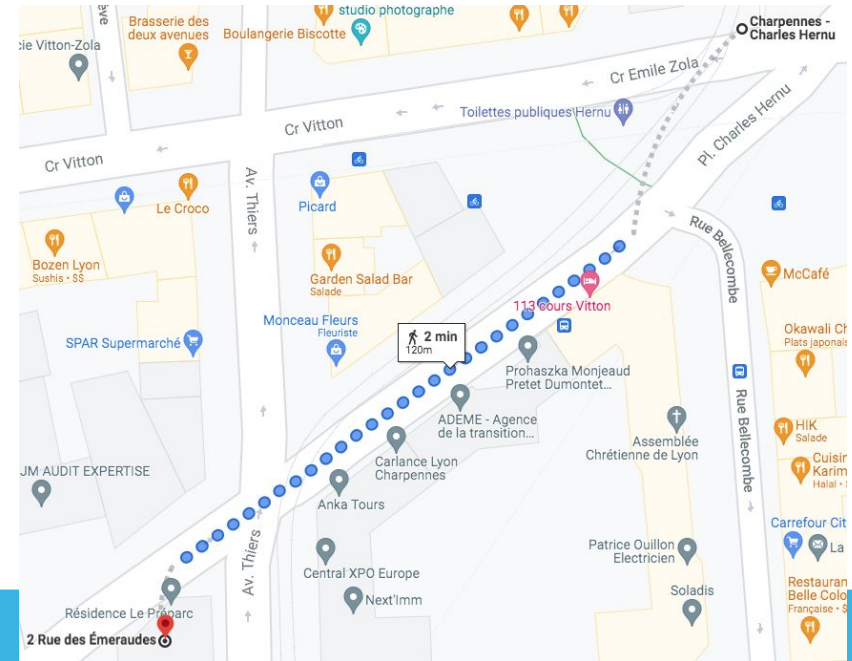 studio photographe
Brasserie des
deux avenues
Boulangerie Biscotte
Charpennes -
Charles Hernu
cie Vitton-Zola
Cr Emile Zola
Toilettes publiques Hernu
Cr Vitton
Pl. Charles Hernu
Cr Vitton
Av. Thiers
Picard
Le Croco
Rue Bellecombe
Bozen Lyon
Sushis • $$
Garden Salad Bar
Salade
McCafé
113 cours Vitton
Monceau Fleurs
Fleuriste
2 min
120m
SPAR Supermarché
Okawali Ch
Plats japonais
Prohaszka Monjeaud
Pretet Dumontet...
ADEME - Agence
de la transition...
Rue Bellecombe
HIK
Salade
Assemblée
Chrétienne de Lyon
Carlance Lyon
Charpennes
Cuisin
Karim
Halal •
UM AUDIT EXPERTISE
Anka Tours
Carrefour Cit
La
Patrice Ouillon
Electricien
Av. Thiers
Central XPO Europe
Next'Imm
Soladis
Restauran
Belle Colo
Française • $
Résidence Le Préparc
2 Rue des Émeraudes